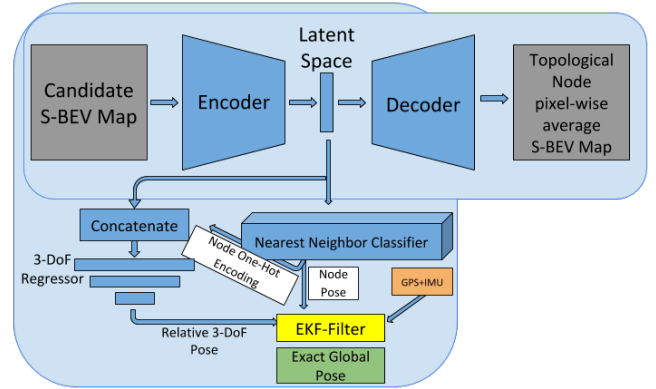 Candidate
S-BEV Map
Encoder
Latent
Space
Decoder
Topological
Node
pixel-wise
average
S-BEV Map
Concatenate
Nearest Neighbor Classifier
3-DoF
Regressor
Node One-Hot
Encoding
Node
Pose
GPS+IMU
Relative 3-DoF
Pose
EKF-Filter
Exact Global
Pose